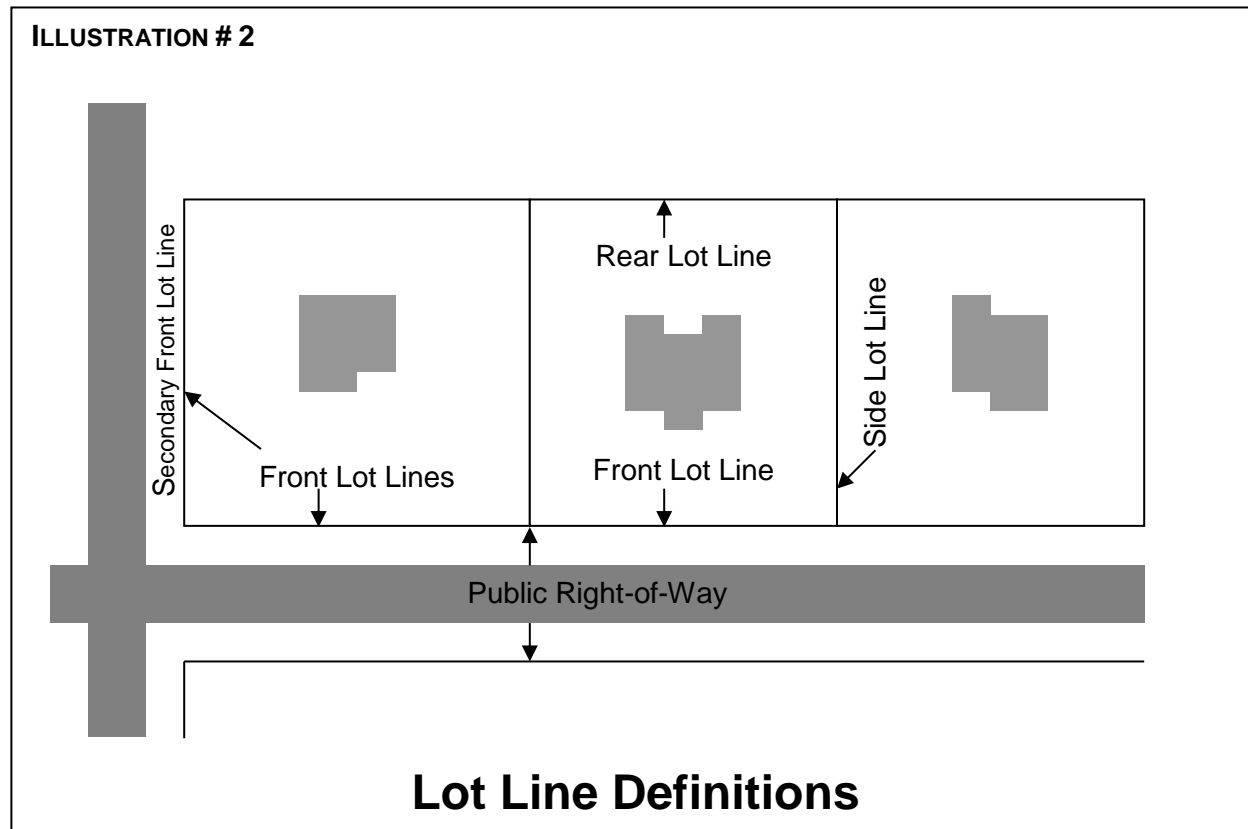 ILLUSTRATION # 2
Secondary Front Lot Line
Rear Lot Line
Side Lot Line
Front Lot Lines
Front Lot Line
Public Right-of-Way
Lot Line Definitions